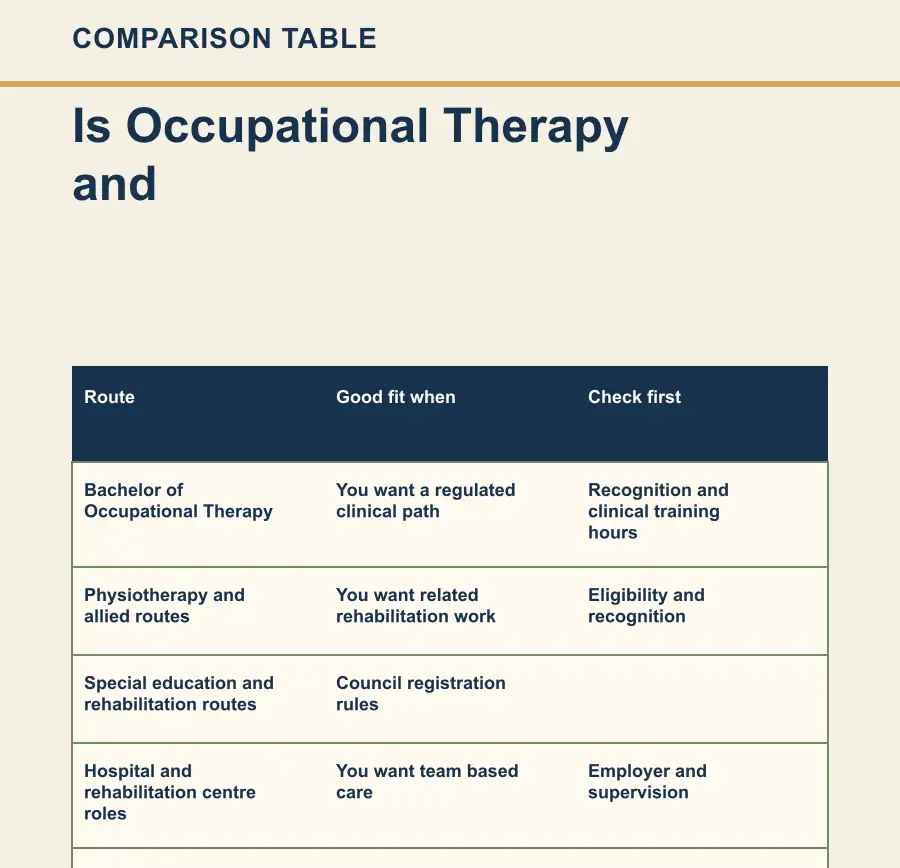 COMPARISON TABLE
Is Occupational Therapy
and
Route
Good fit when
Check first
Bachelor of
Occupational Therapy
You want a regulated
clinical path
Recognition and
clinical training
hours
Physiotherapy and
allied routes
You want related
rehabilitation work
Eligibility and
recognition
Special education and
rehabilitation routes
Council registration
rules
Hospital and
rehabilitation centre
roles
You want team based
care
Employer and
supervision